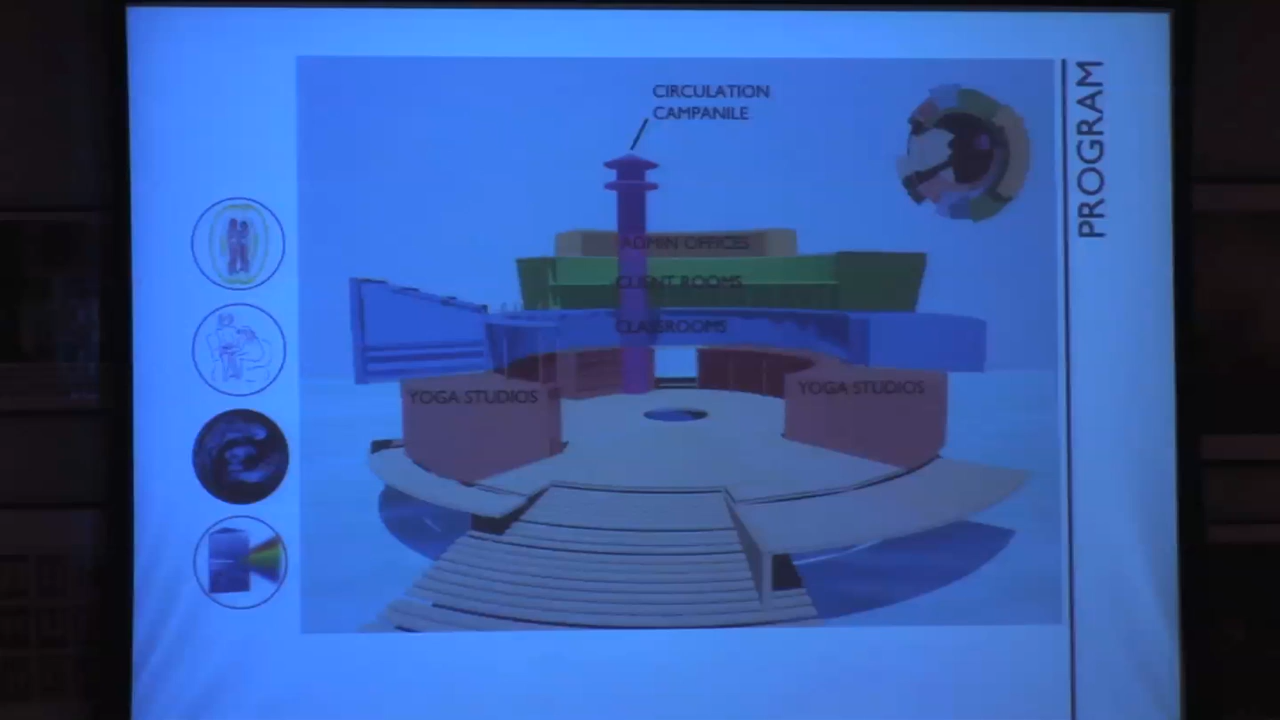 CIRCULATION
CAMPANILE
PROGRAM
ADMIN OFFICES
CLIENT ROOMS
CLASSROOMS
YOGA STUDIOS
YOGA STUDIOS